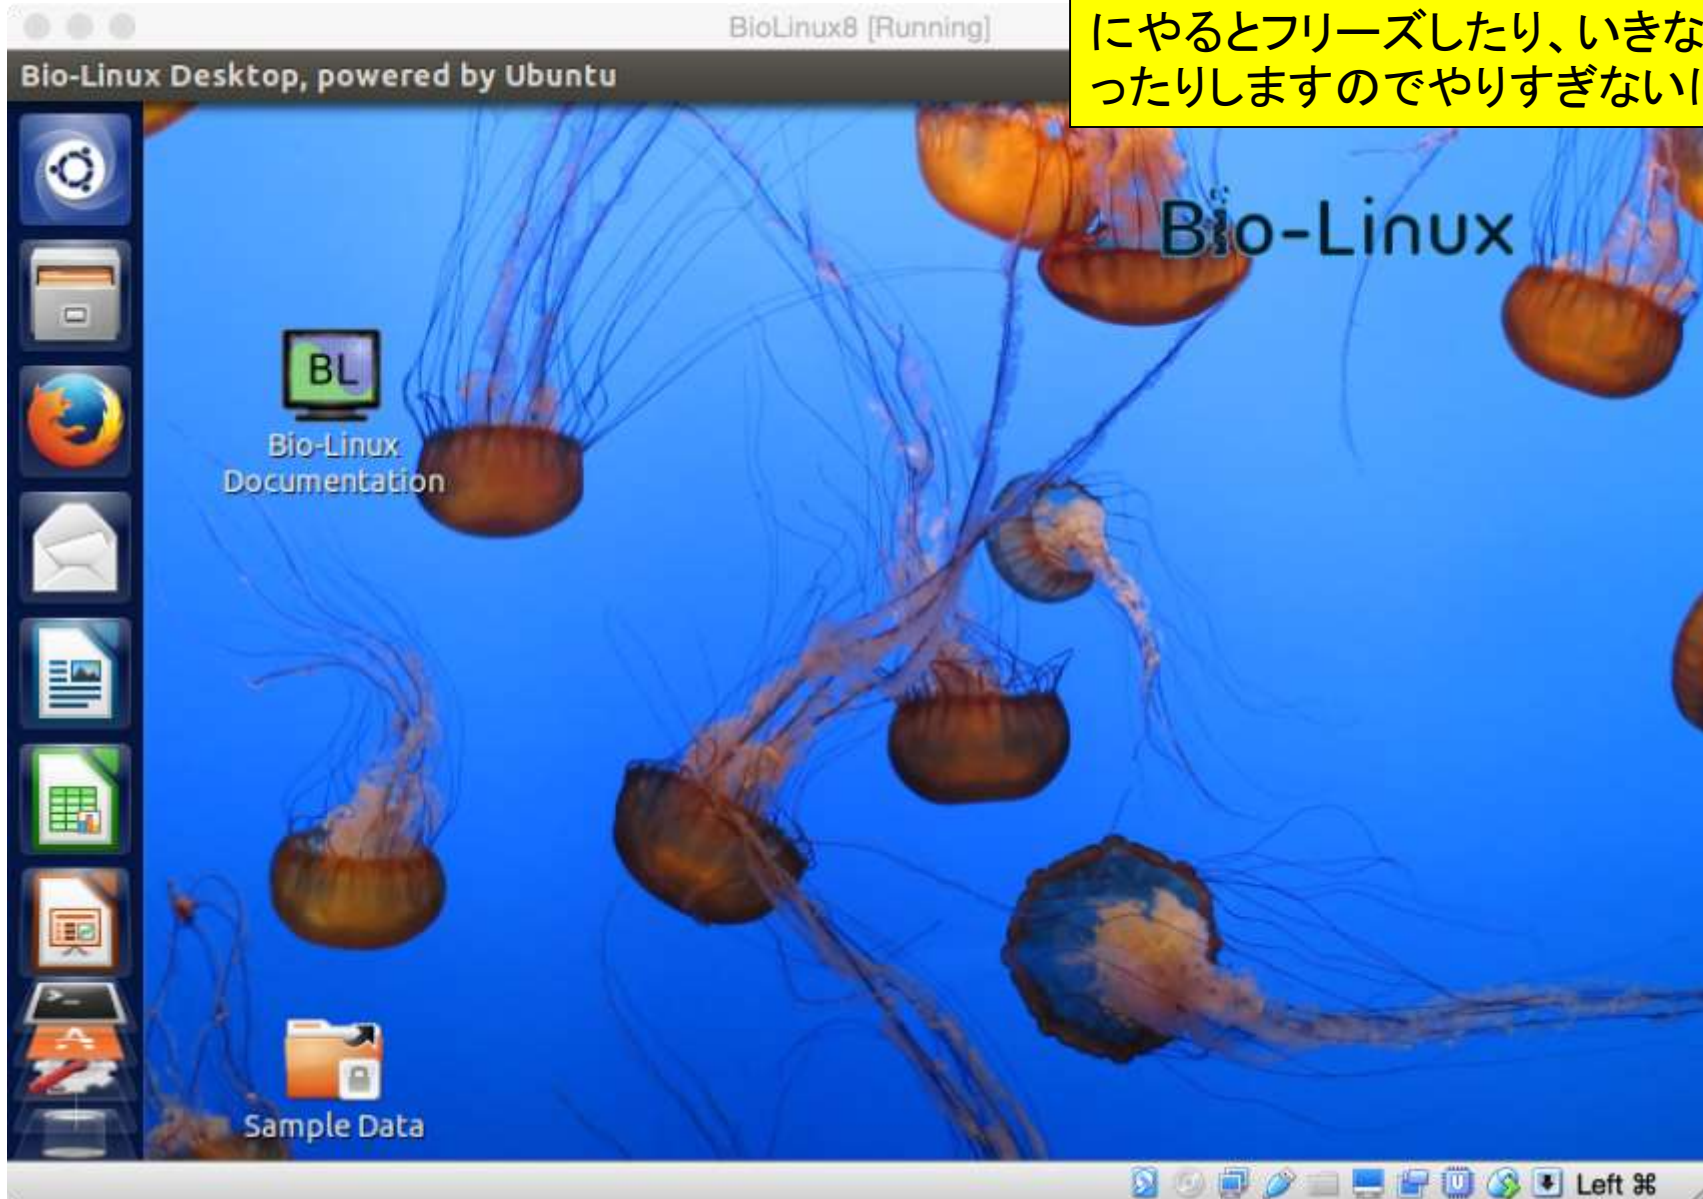 BioLinux8 [Running]
にやるとフリーズしたり、いきな
ったりしますのでやりすぎない
Bio-Linux Desktop, powered by Ubuntu
Bio-Linux
BL
Bio-Linux
Documentation
Sample Data
Left ⌘